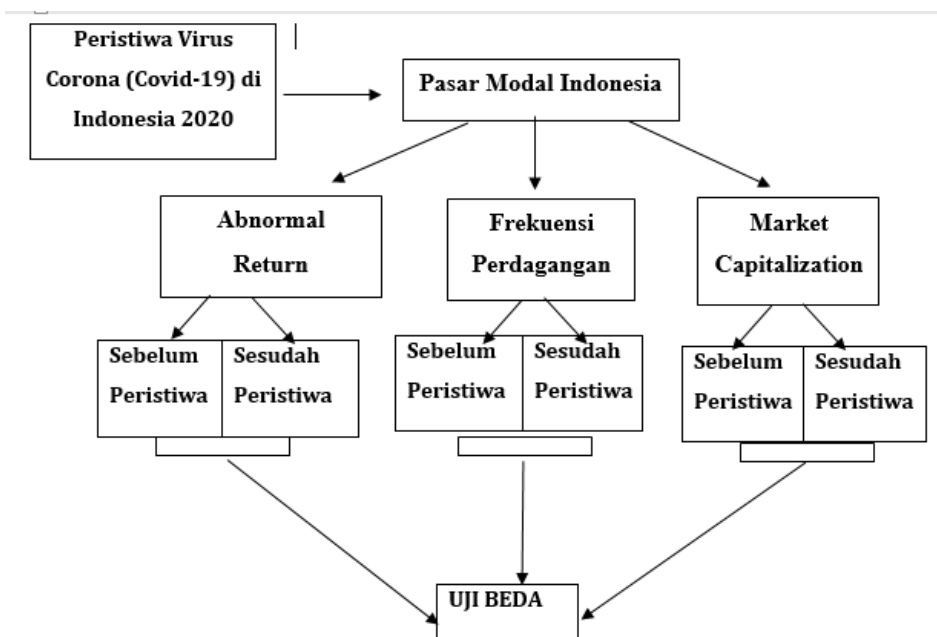 Peristiwa Virus
Corona (Covid-19) di
Indonesia 2020
Pasar Modal Indonesia
Abnormal
Return
Frekuensi
Perdagangan
Market
Capitalization
Sebelum
Peristiwa
Sesudah
Peristiwa
Sebelum
Peristiwa
Sesudah
Peristiwa
Sebelum
Peristiwa
Sesudah
Peristiwa
UJI BEDA